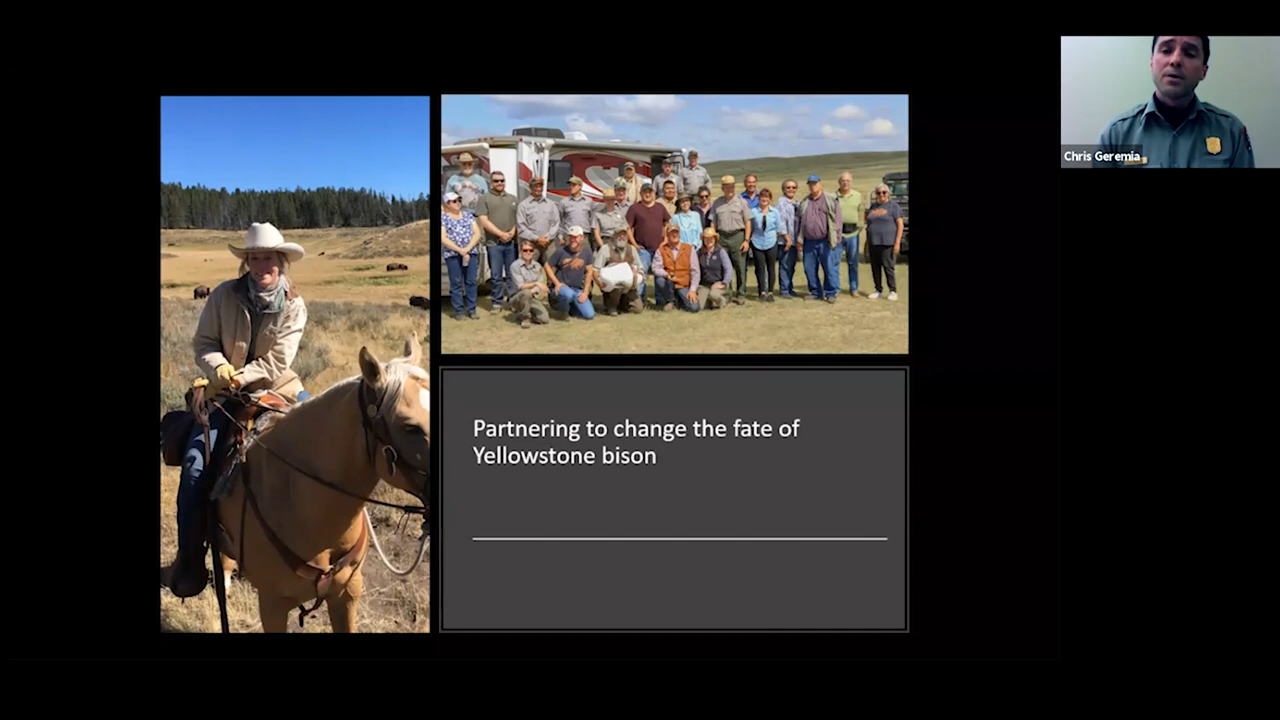 Chris Geremia
Partnering to change the fate of
Yellowstone bison